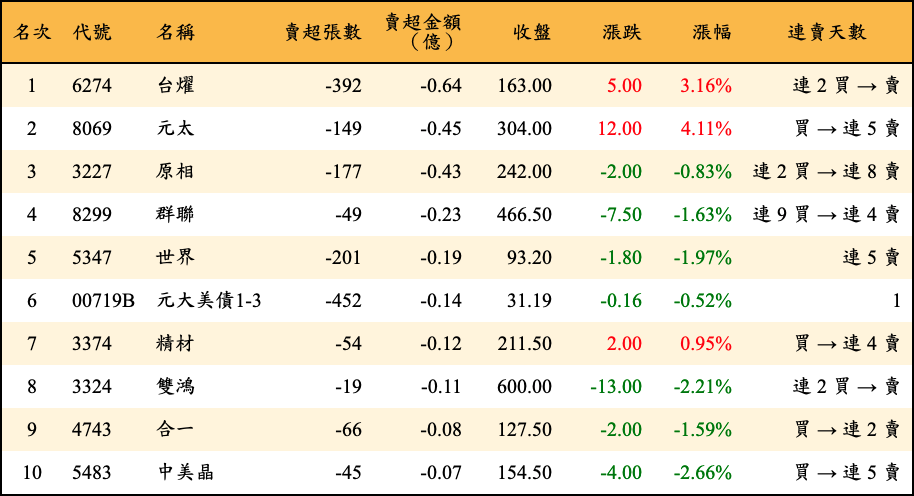 名次 代號 名稱 賣超張數 賣超金額（億） 收盤 漲跌 漲幅 連賣天數
1 6274 台燿 -392 -0.64 163.00 5.00 3.16% 連 2 買 → 賣
2 8069 元太 -149 -0.45 304.00 12.00 4.11% 買 → 連 5 賣
3 3227 原相 -177 -0.43 242.00 -2.00 -0.83% 連 2 買 → 連 8 賣
4 8299 群聯 -49 -0.23 466.50 -7.50 -1.63% 連 9 買 → 連 4 賣
5 5347 世界 -201 -0.19 93.20 -1.80 -1.97% 連 5 賣
6 00719B 元大美債1-3 -452 -0.14 31.19 -0.16 -0.52% 1
7 3374 精材 -54 -0.12 211.50 2.00 0.95% 買 → 連 4 賣
8 3324 雙鴻 -19 -0.11 600.00 -13.00 -2.21% 連 2 買 → 賣
9 4743 合一 -66 -0.08 127.50 -2.00 -1.59% 買 → 連 2 賣
10 5483 中美晶 -45 -0.07 154.50 -4.00 -2.66% 買 → 連 5 賣